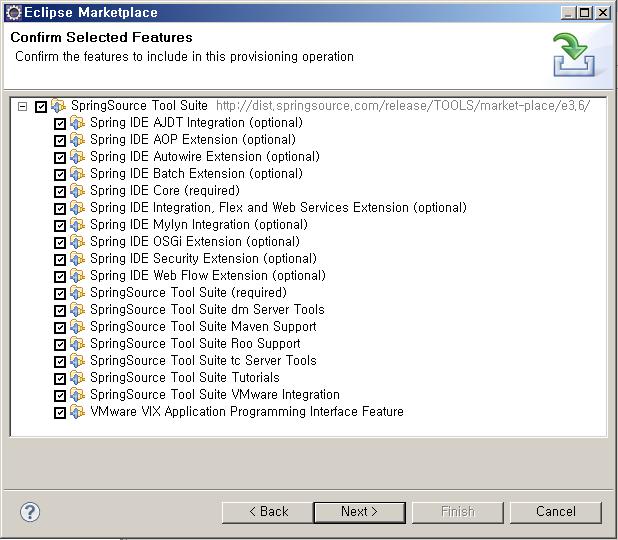 Eclipse Marketplace
Confirm Selected Features
Confirm the features to include in this provisioning operation
SpringSource Tool Suite http://dist.springsource.com/release/TOOLS/market-place/e3.6/
Spring IDE AJDT Integration (optional)
Spring IDE AOP Extension (optional)
Spring IDE Autowire Extension (optional)
Spring IDE Batch Extension (optional)
Spring IDE Core (required)
Spring IDE Integration, Flex and Web Services Extension (optional)
Spring IDE Mylyn Integration (optional)
Spring IDE OSGi Extension (optional)
Spring IDE Security Extension (optional)
Spring IDE Web Flow Extension (optional)
SpringSource Tool Suite (required)
SpringSource Tool Suite dm Server Tools
SpringSource Tool Suite Maven Support
SpringSource Tool Suite Roo Support
SpringSource Tool Suite tc Server Tools
SpringSource Tool Suite Tutorials
SpringSource Tool Suite VMware Integration
VMware VIX Application Programming Interface Feature
? < Back Next > Finish Cancel